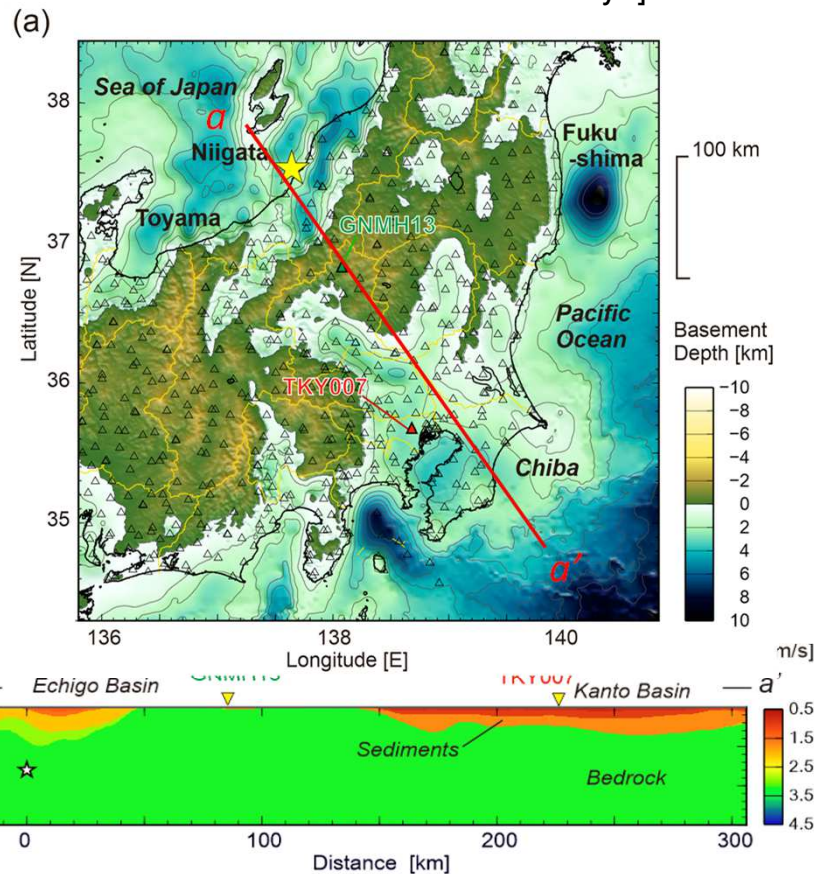 (a)
Sea of Japan
a
Niigata
Toyama
Fuku
-shima
100 km
GNMH13
Pacific
Ocean
TKY007
Chiba
a'
38
37
36
35
Latitude [N]
136
138
140
Longitude [E]
Basement
Depth [km]
-10
-8
-6
-4
-2
0
2
4
6
8
10
m/s]
Echigo Basin
GNMH13
TKY007
Kanto Basin
a'
Sediments
Bedrock
0.5
1.5
2.5
3.5
4.5
0
100
200
300
Distance [km]